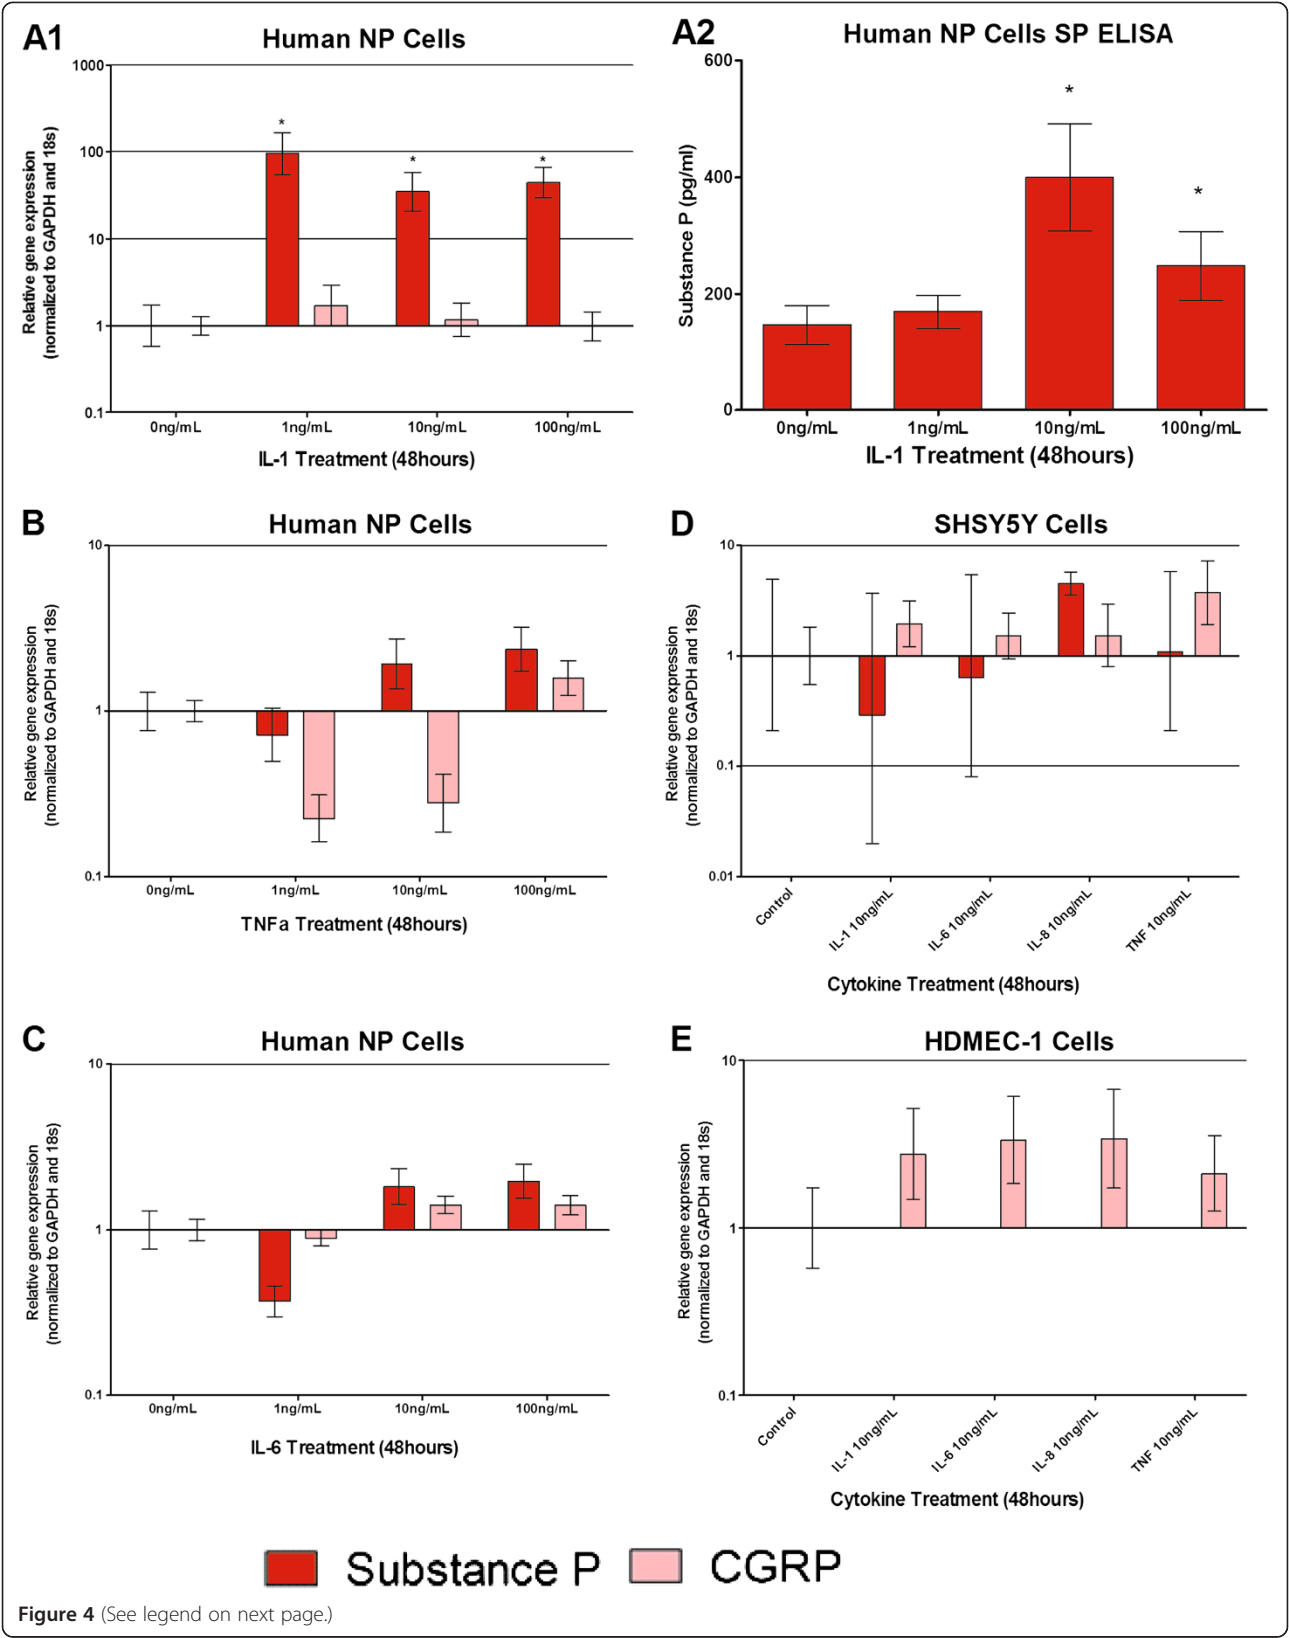 A1
Human NP Cells
Relative gene expression
(normalized to GAPDH and 18s)
1000
100
10
1
0.1
*
*
*
0ng/mL 1ng/mL 10ng/mL 100ng/mL
IL-1 Treatment (48hours)
A2
Human NP Cells SP ELISA
Substance P (pg/ml)
600
400
200
0
*
*
0ng/mL 1ng/mL 10ng/mL 100ng/mL
IL-1 Treatment (48hours)
B
Human NP Cells
Relative gene expression
(normalized to GAPDH and 18s)
10
1
0.1
0ng/mL 1ng/mL 10ng/mL 100ng/mL
TNFa Treatment (48hours)
D
SHSY5Y Cells
Relative gene expression
(normalized to GAPDH and 18s)
10
1
0.1
0.01
Control
IL-1 10ng/mL
IL-6 10ng/mL
IL-8 10ng/mL
TNF 10ng/mL
Cytokine Treatment (48hours)
C
Human NP Cells
Relative gene expression
(normalized to GAPDH and 18s)
10
1
0.1
0ng/mL 1ng/mL 10ng/mL 100ng/mL
IL-6 Treatment (48hours)
E
HDMEC-1 Cells
Relative gene expression
(normalized to GAPDH and 18s)
10
1
0.1
Control
IL-1 10ng/mL
IL-6 10ng/mL
IL-8 10ng/mL
TNF 10ng/mL
Cytokine Treatment (48hours)
Substance P CGRP
Figure 4 (See legend on next page.)